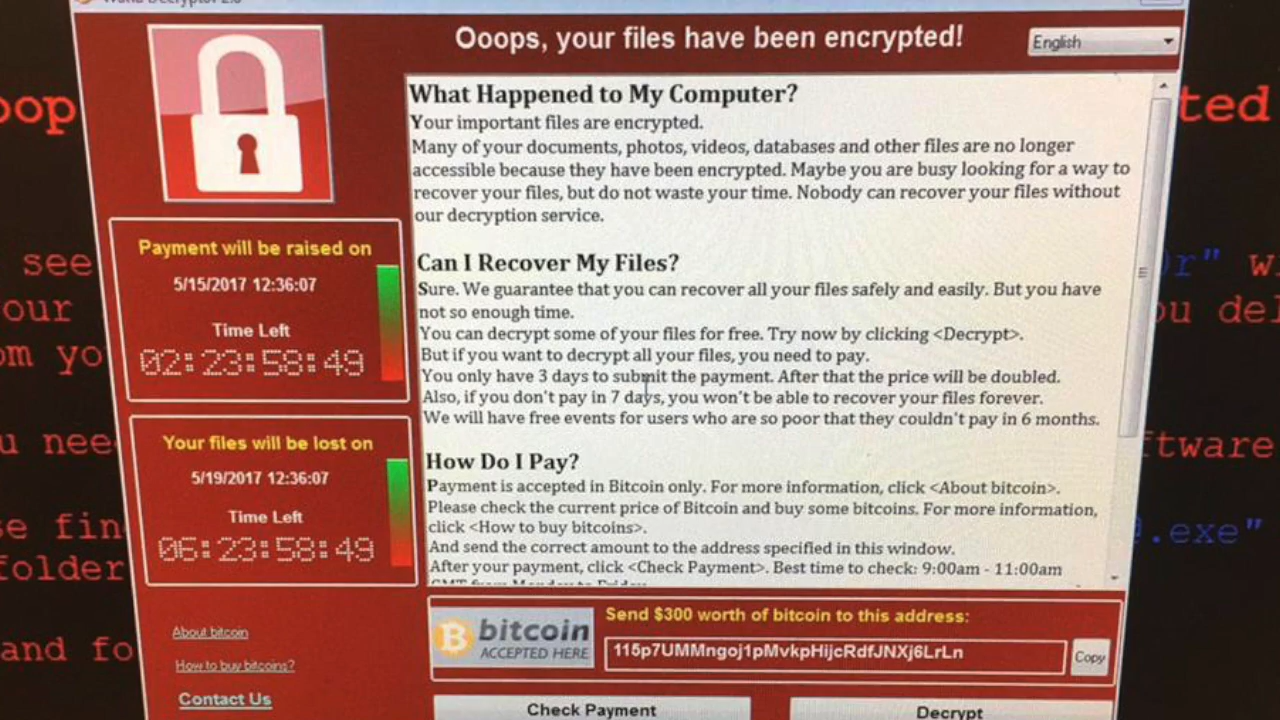 Ooops, your files have been encrypted!
English
What Happened to My Computer?
Your important files are encrypted.
Many of your documents, photos, videos, databases and other files are no longer
accessible because they have been encrypted. Maybe you are busy looking for a way to
recover your files, but do not waste your time. Nobody can recover your files without
our decryption service.
Can I Recover My Files?
Sure. We guarantee that you can recover all your files safely and easily. But you have
not so enough time.
You can decrypt some of your files for free. Try now by clicking <Decrypt>.
But if you want to decrypt all your files, you need to pay.
You only have 3 days to submit the payment. After that the price will be doubled.
Also, if you don't pay in 7 days, you won't be able to recover your files forever.
We will have free events for users who are so poor that they couldn't pay in 6 months.
How Do I Pay?
Payment is accepted in Bitcoin only. For more information, click <About bitcoin>.
Please check the current price of Bitcoin and buy some bitcoins. For more information,
click <How to buy bitcoins>.
And send the correct amount to the address specified in this window.
After your payment, click <Check Payment>. Best time to check: 9:00am - 11:00am
GMT from Monday to Friday.
Payment will be raised on
5/15/2017 12:36:07
Time Left
02:23:58:49
Your files will be lost on
5/19/2017 12:36:07
Time Left
06:23:58:49
About bitcoin
How to buy bitcoins?
Contact Us
bitcoin
ACCEPTED HERE
Send $300 worth of bitcoin to this address:
115p7UMMngoj1pMvkpHijcRdfJNXj6LrLn
Copy
Check Payment
Decrypt
oop
ted
see
w
our
om yo
u nee
ftware
se fin
.exe"
folder
and fo